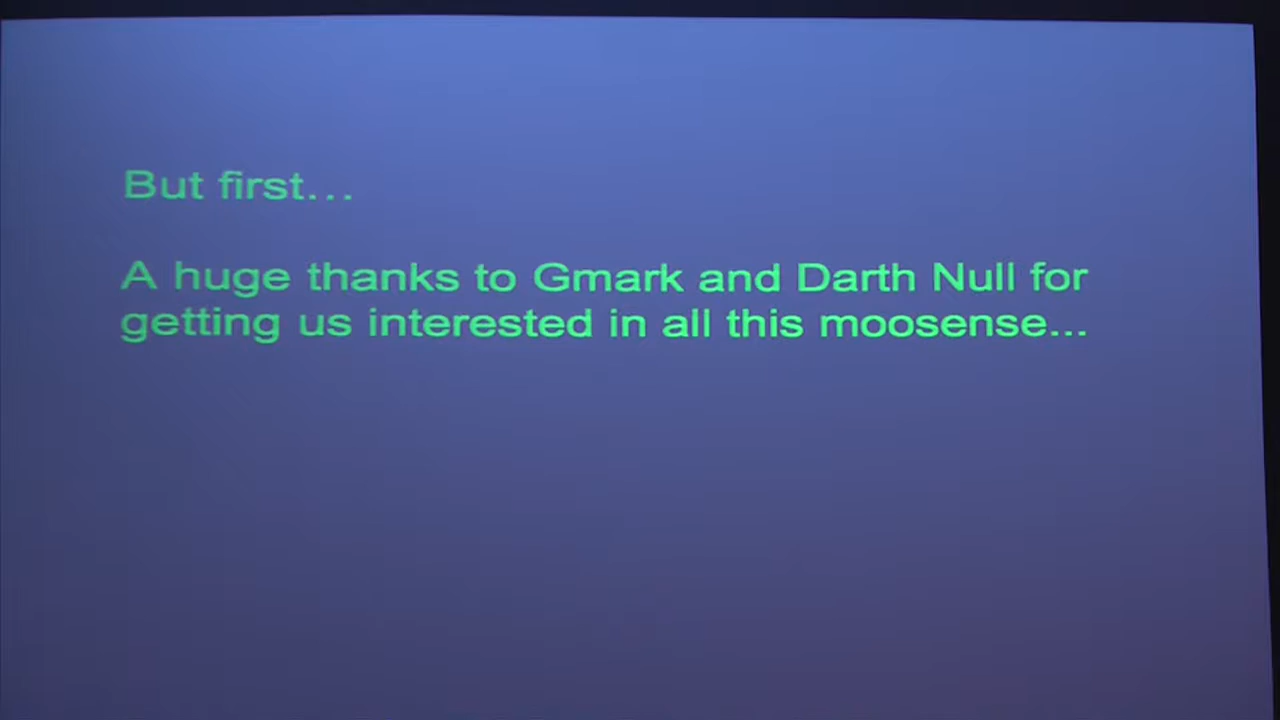 But first...
A huge thanks to Gmark and Darth Null for
getting us interested in all this moosense...